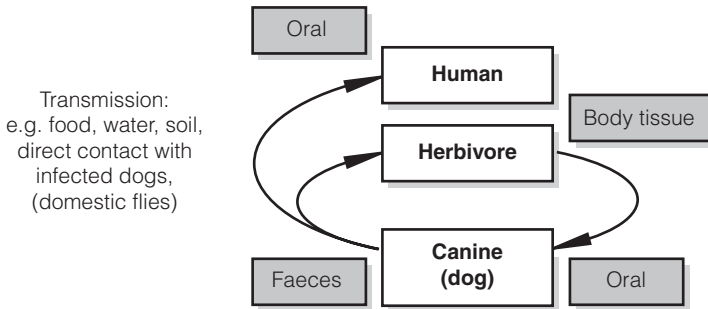 Oral
Human
Transmission:
e.g. food, water, soil,
direct contact with
infected dogs,
(domestic flies)
Body tissue
Herbivore
Canine
(dog)
Faeces
Oral